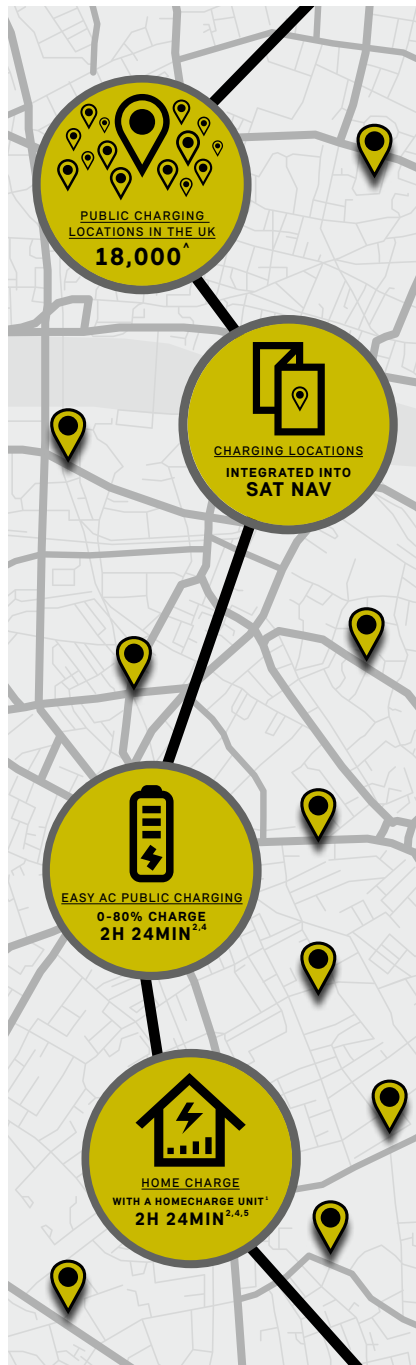 PUBLIC CHARGING
LOCATIONS IN THE UK
18,000^
CHARGING LOCATIONS
INTEGRATED INTO
SAT NAV
EASY AC PUBLIC CHARGING
0-80% CHARGE
2H 24MIN2,4
HOME CHARGE
WITH A HOMECHARGE UNIT‡
2H 24MIN2,4,5